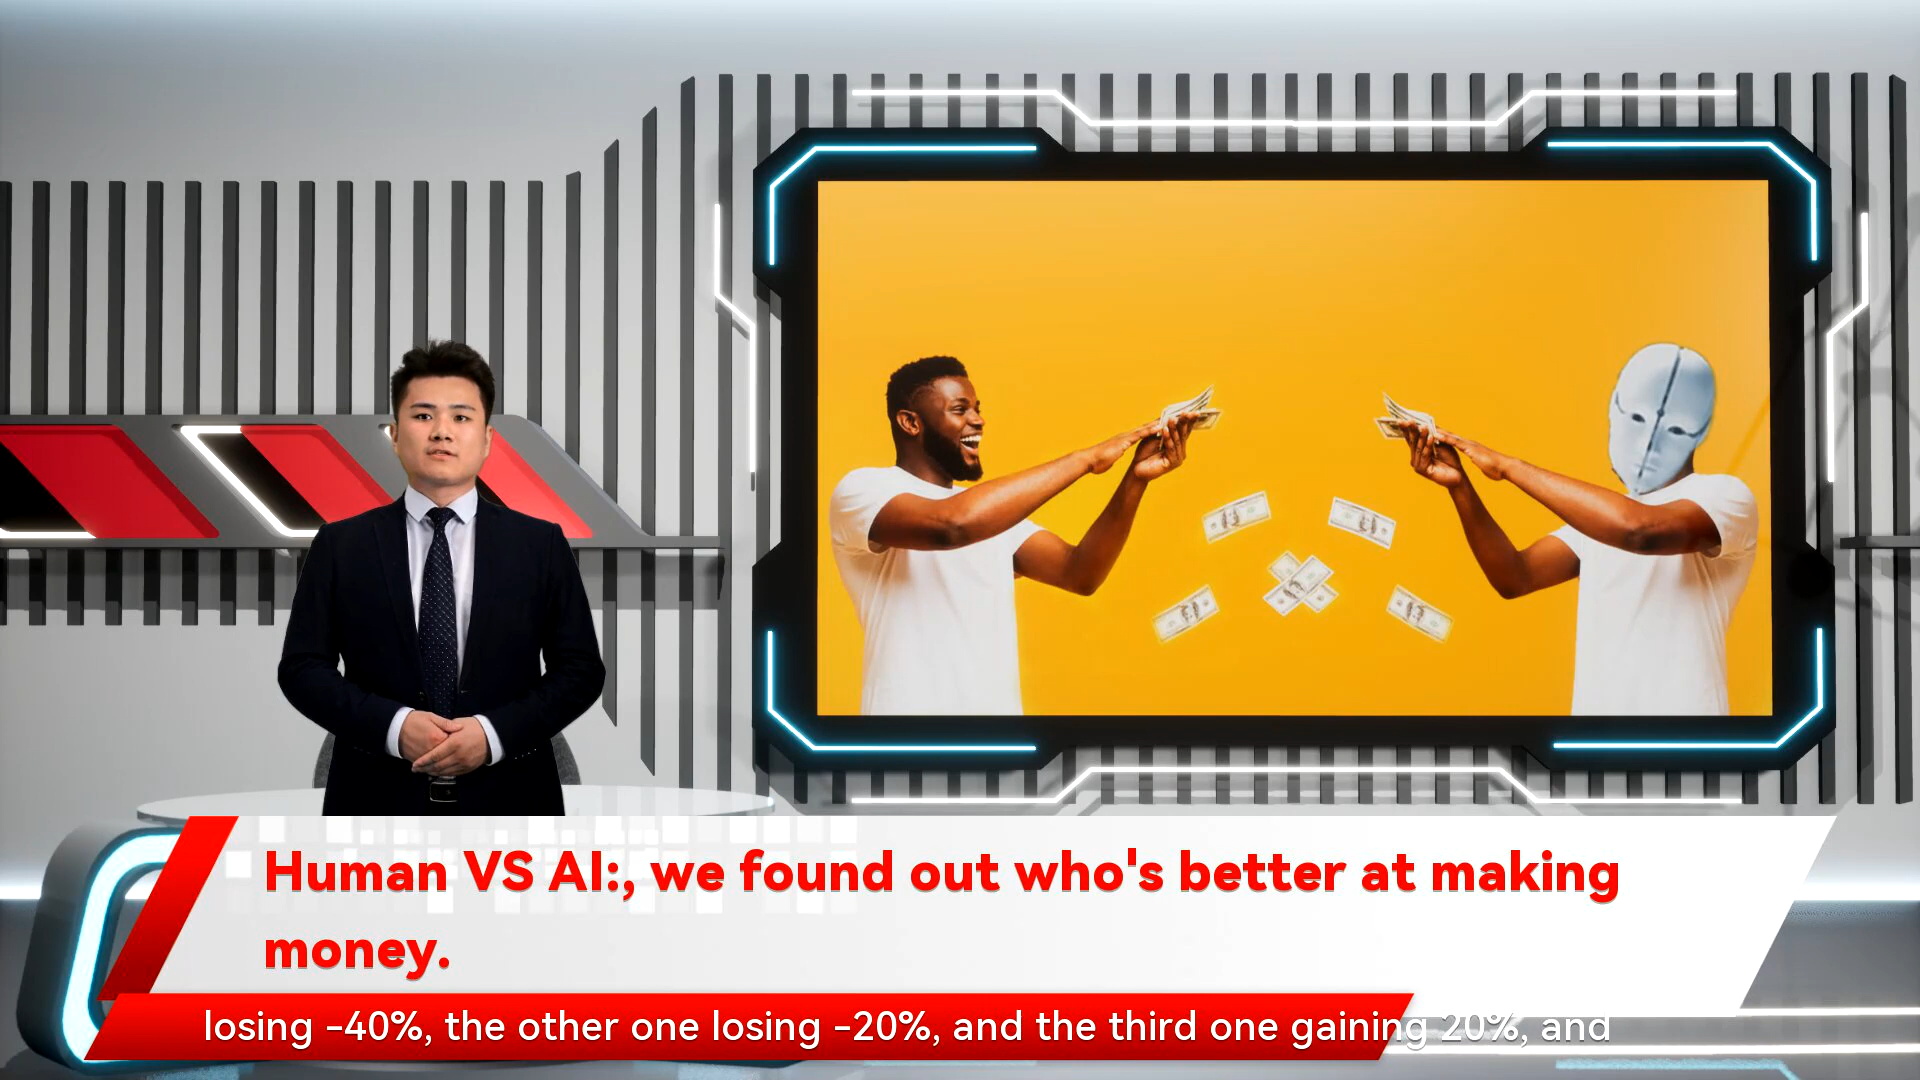 Human VS AI:, we found out who's better at making
money.
losing -40%, the other one losing -20%, and the third one gaining 20%, and